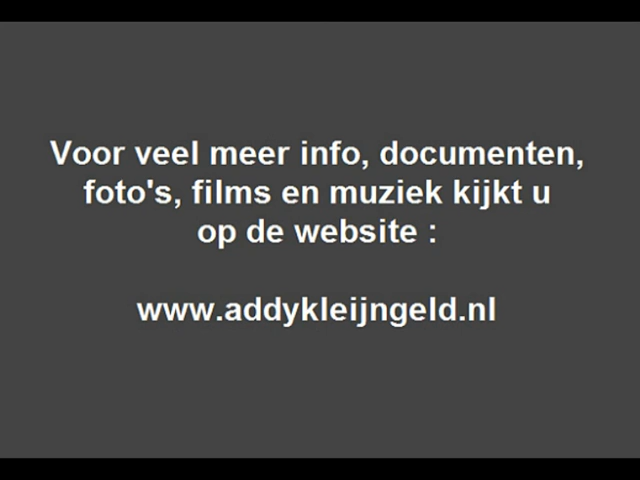 Voor veel meer info, documenten,
foto's, films en muziek kijkt u
op de website :
www.addykleijngeld.nl